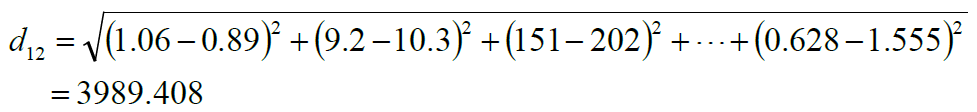 d₁₂ = √(1.06−0.89)² + (9.2−10.3)² + (151−202)² + ⋯ + (0.628−1.555)²
= 3989.408